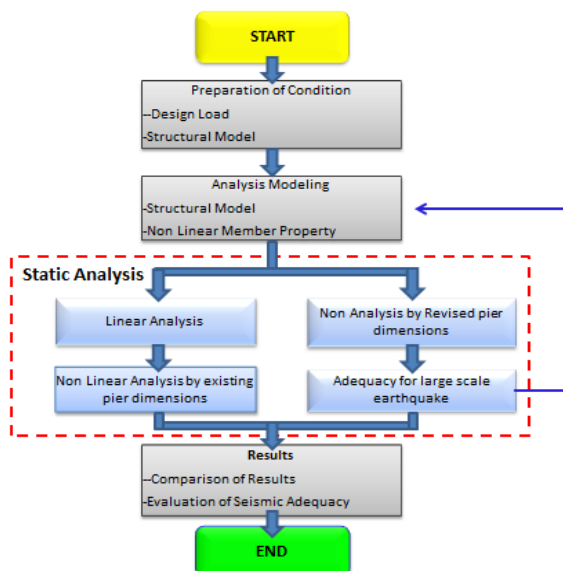 START
Preparation of Condition
--Design Load
-Structural Model
Analysis Modeling
-Structural Model
-Non Linear Member Property
Static Analysis
Linear Analysis
Non Linear Analysis by existing
pier dimensions
Non Analysis by Revised pier
dimensions
Adequacy for large scale
earthquake
Results
--Comparison of Results
-Evaluation of Seismic Adequacy
END